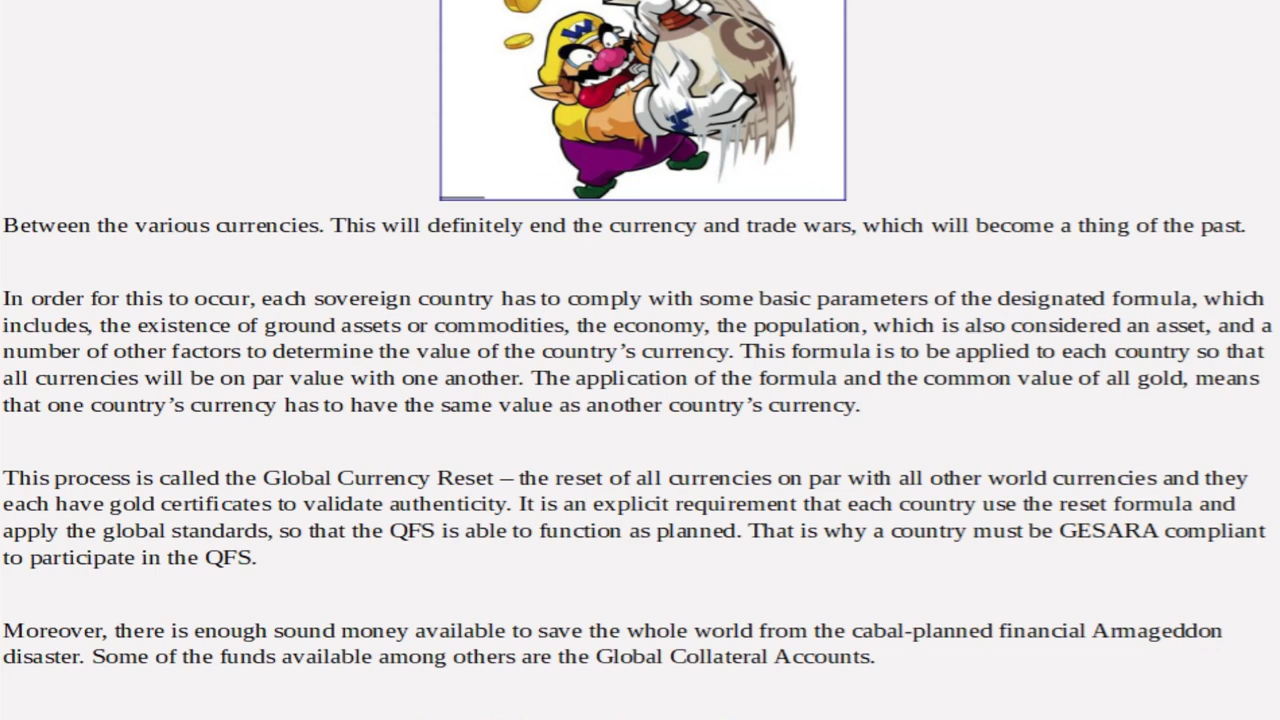 W
G
W
Between the various currencies. This will definitely end the currency and trade wars, which will become a thing of the past.
In order for this to occur, each sovereign country has to comply with some basic parameters of the designated formula, which
includes, the existence of ground assets or commodities, the economy, the population, which is also considered an asset, and a
number of other factors to determine the value of the country’s currency. This formula is to be applied to each country so that
all currencies will be on par value with one another. The application of the formula and the common value of all gold, means
that one country’s currency has to have the same value as another country’s currency.
This process is called the Global Currency Reset – the reset of all currencies on par with all other world currencies and they
each have gold certificates to validate authenticity. It is an explicit requirement that each country use the reset formula and
apply the global standards, so that the QFS is able to function as planned. That is why a country must be GESARA compliant
to participate in the QFS.
Moreover, there is enough sound money available to save the whole world from the cabal-planned financial Armageddon
disaster. Some of the funds available among others are the Global Collateral Accounts.